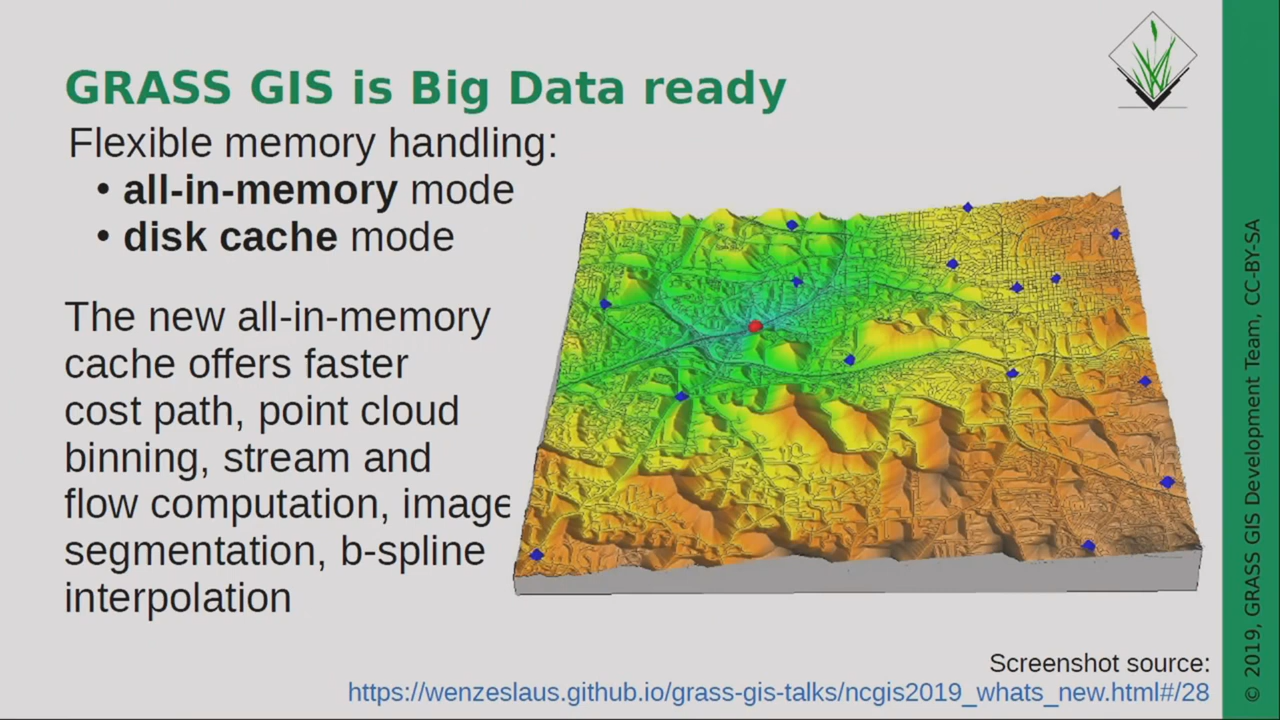 GRASS GIS is Big Data ready
Flexible memory handling:
• all-in-memory mode
• disk cache mode
The new all-in-memory
cache offers faster
cost path, point cloud
binning, stream and
flow computation, image
segmentation, b-spline
interpolation
Screenshot source:
https://wenzeslaus.github.io/grass-gis-talks/ncgis2019_whats_new.html#/28
© 2019, GRASS GIS Development Team, CC-BY-SA